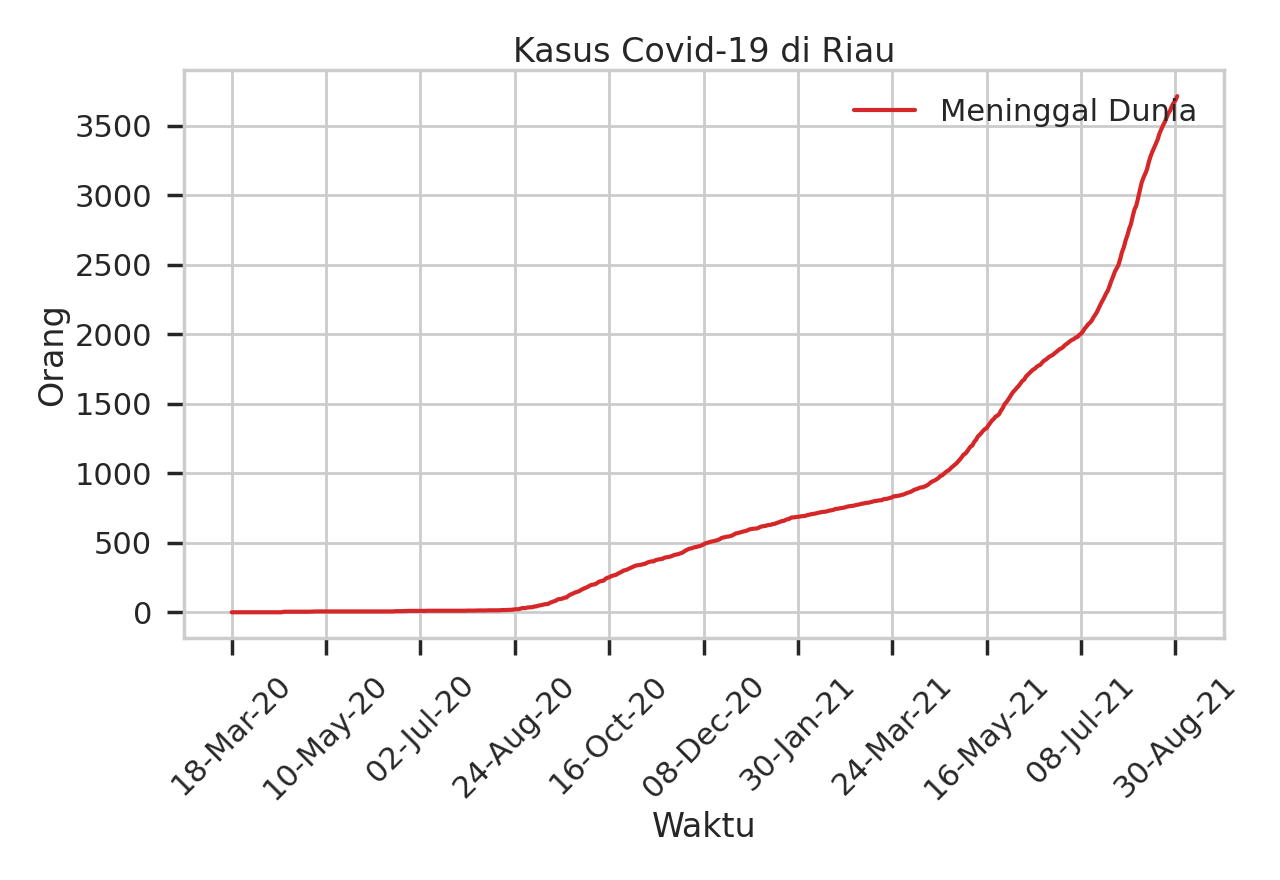 Kasus Covid-19 di Riau
Meninggal Dunia
Orang
3500
3000
2500
2000
1500
1000
500
0
18-Mar-20
10-May-20
02-Jul-20
24-Aug-20
16-Oct-20
08-Dec-20
30-Jan-21
24-Mar-21
16-May-21
08-Jul-21
30-Aug-21
Waktu